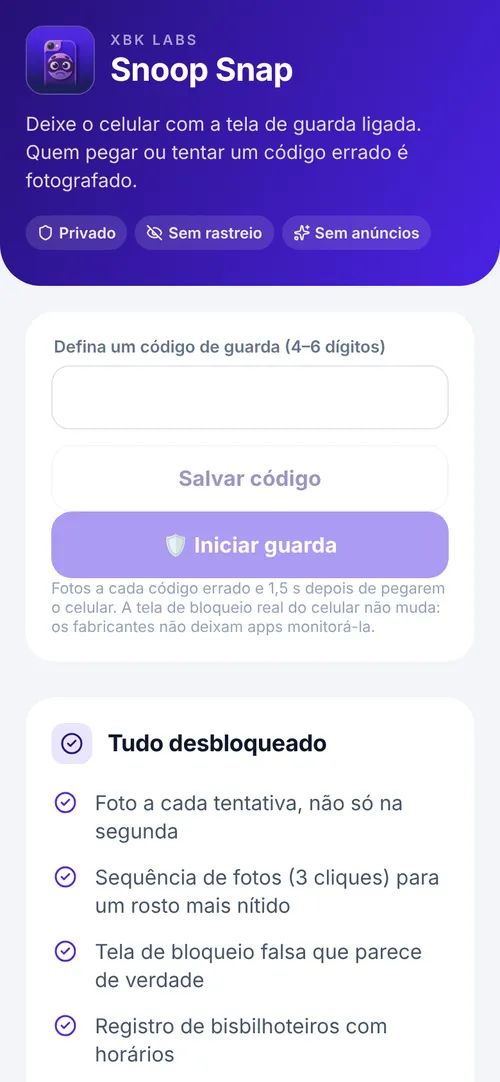 XBK LABS
Snoop Snap
Deixe o celular com a tela de guarda ligada.
Quem pegar ou tentar um código errado é
fotografado.
Privado
Sem rastreio
Sem anúncios
Defina um código de guarda (4–6 dígitos)
Salvar código
Iniciar guarda
Fotos a cada código errado e 1,5 s depois de pegarem
o celular. A tela de bloqueio real do celular não muda:
os fabricantes não deixam apps monitorá-la.
Tudo desbloqueado
Foto a cada tentativa, não só na
segunda
Sequência de fotos (3 cliques) para
um rosto mais nítido
Tela de bloqueio falsa que parece
de verdade
Registro de bisbilhoteiros com
horários